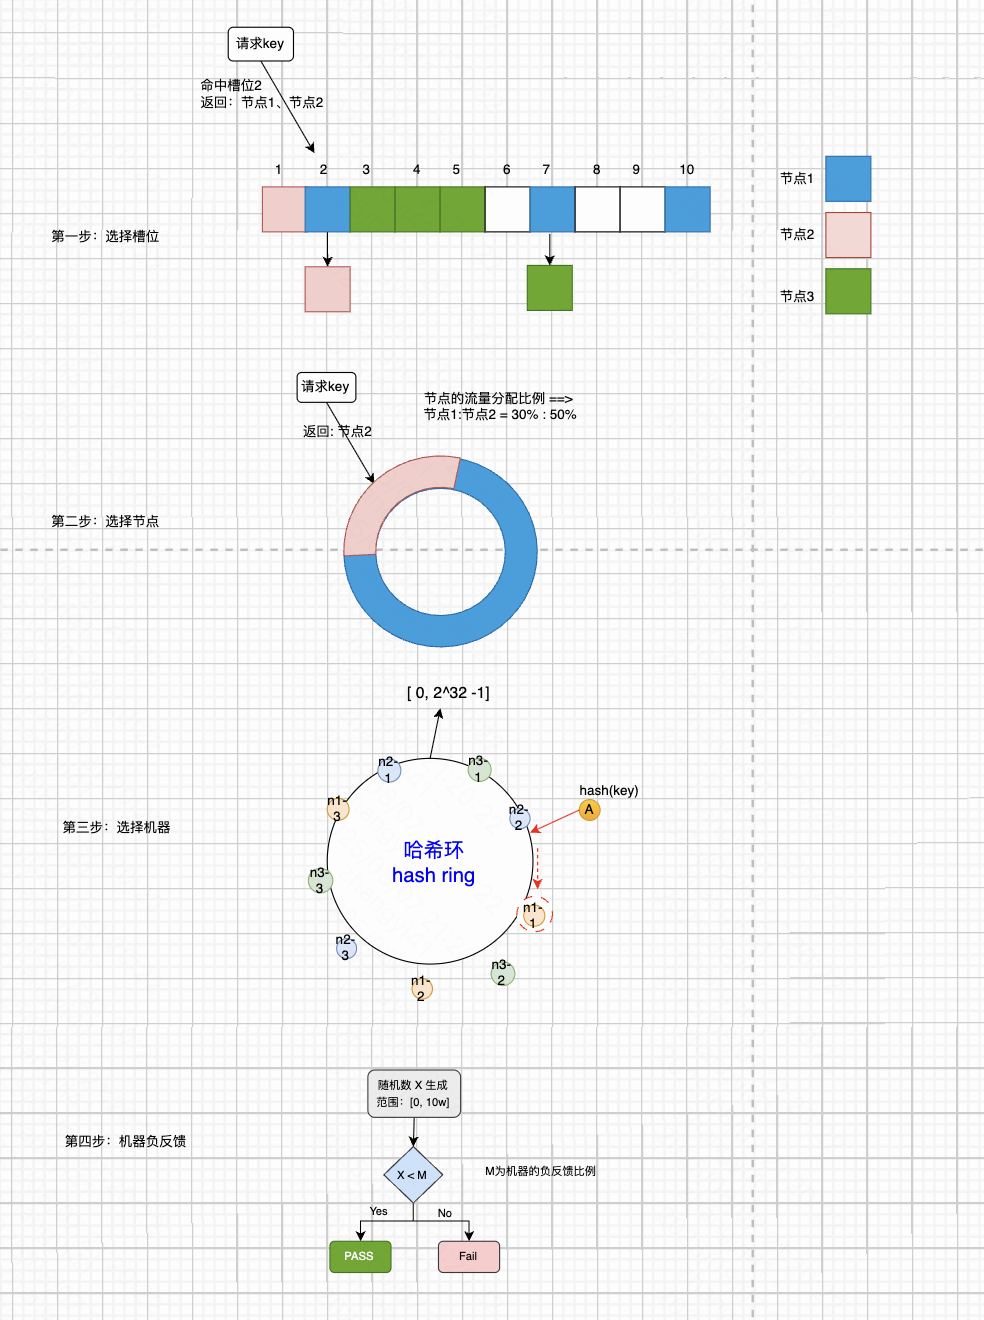 请求key
命中槽位2
返回：节点1、节点2
1 2 3 4 5 6 7 8 9 10
节点1
节点2
节点3
第一步：选择槽位
请求key
节点的流量分配比例 ==>
节点1:节点2 = 30% : 50%
返回: 节点2
第二步：选择节点
[ 0, 2^32 -1]
n2-
1
n3-
1
hash(key)
A
n1-
3
n2-
2
第三步：选择机器
哈希环
hash ring
n3-
3
n1-
1
n2-
3
n3-
2
n1-
2
随机数 X 生成
范围：[0, 10w]
第四步：机器负反馈
X < M
M为机器的负反馈比例
Yes
No
PASS
Fail